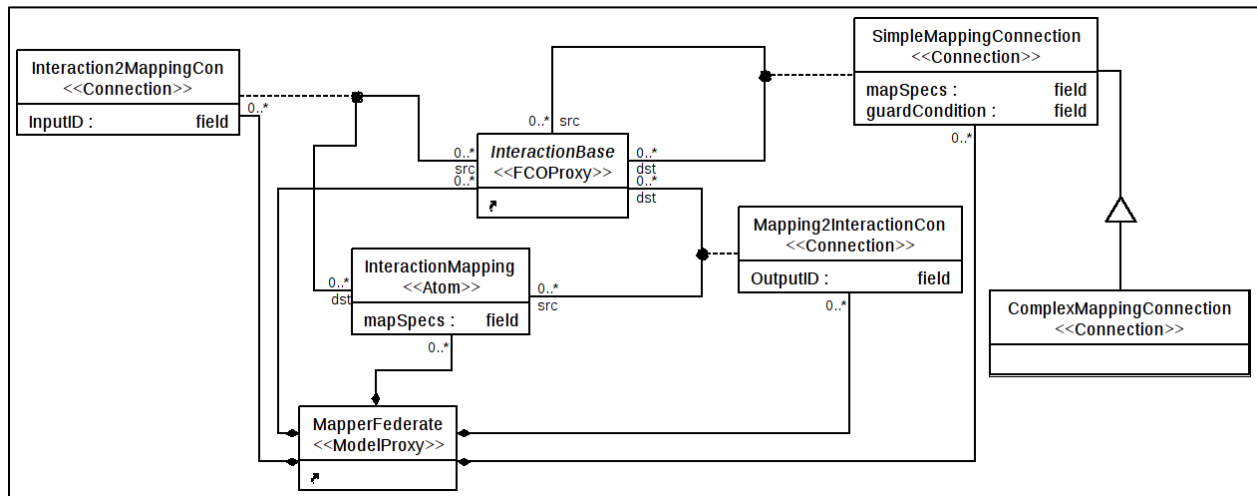 SimpleMappingConnection
<<Connection>>
mapSpecs : field
guardCondition : field
0..*
Interaction2MappingCon
<<Connection>>
InputID : field
0..*
0..* src
InteractionBase
<<FCOProxy>>
0..*
src
0..*
0..*
dst
0..*
dst
Mapping2InteractionCon
<<Connection>>
OutputID : field
0..*
InteractionMapping
<<Atom>>
mapSpecs : field
0..*
dst
0..*
src
0..*
ComplexMappingConnection
<<Connection>>
MapperFederate
<<ModelProxy>>